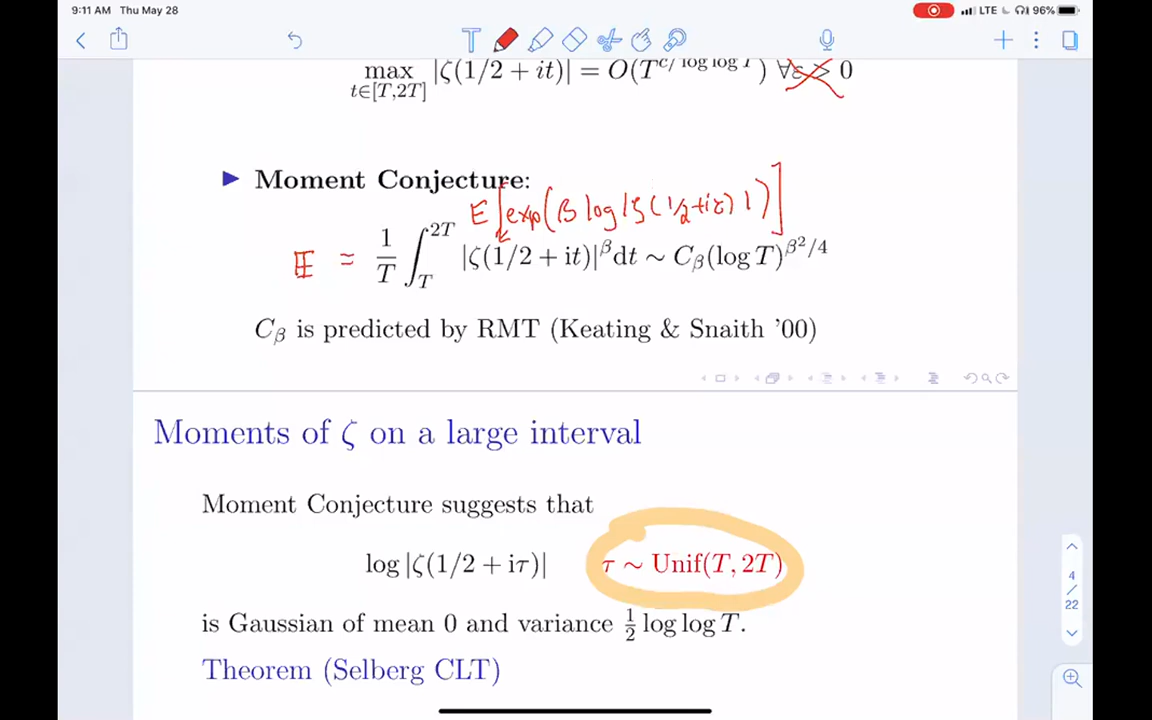 9:11 AM Thu May 28
LTE 96%
max |ζ(1/2 + it)| = O(T^{c/ log log T}) ∀ε > 0
t∈[T,2T]
Moment Conjecture:
E[exp(β log |ζ(1/2+iτ)|)]
E = 1/T ∫_T^{2T} |ζ(1/2 + it)|^β dt ∼ C_β(log T)^{β²/4}
C_β is predicted by RMT (Keating & Snaith '00)
Moments of ζ on a large interval
Moment Conjecture suggests that
log |ζ(1/2 + iτ)| τ ∼ Unif(T, 2T)
is Gaussian of mean 0 and variance ½ log log T.
Theorem (Selberg CLT)
4
/
22